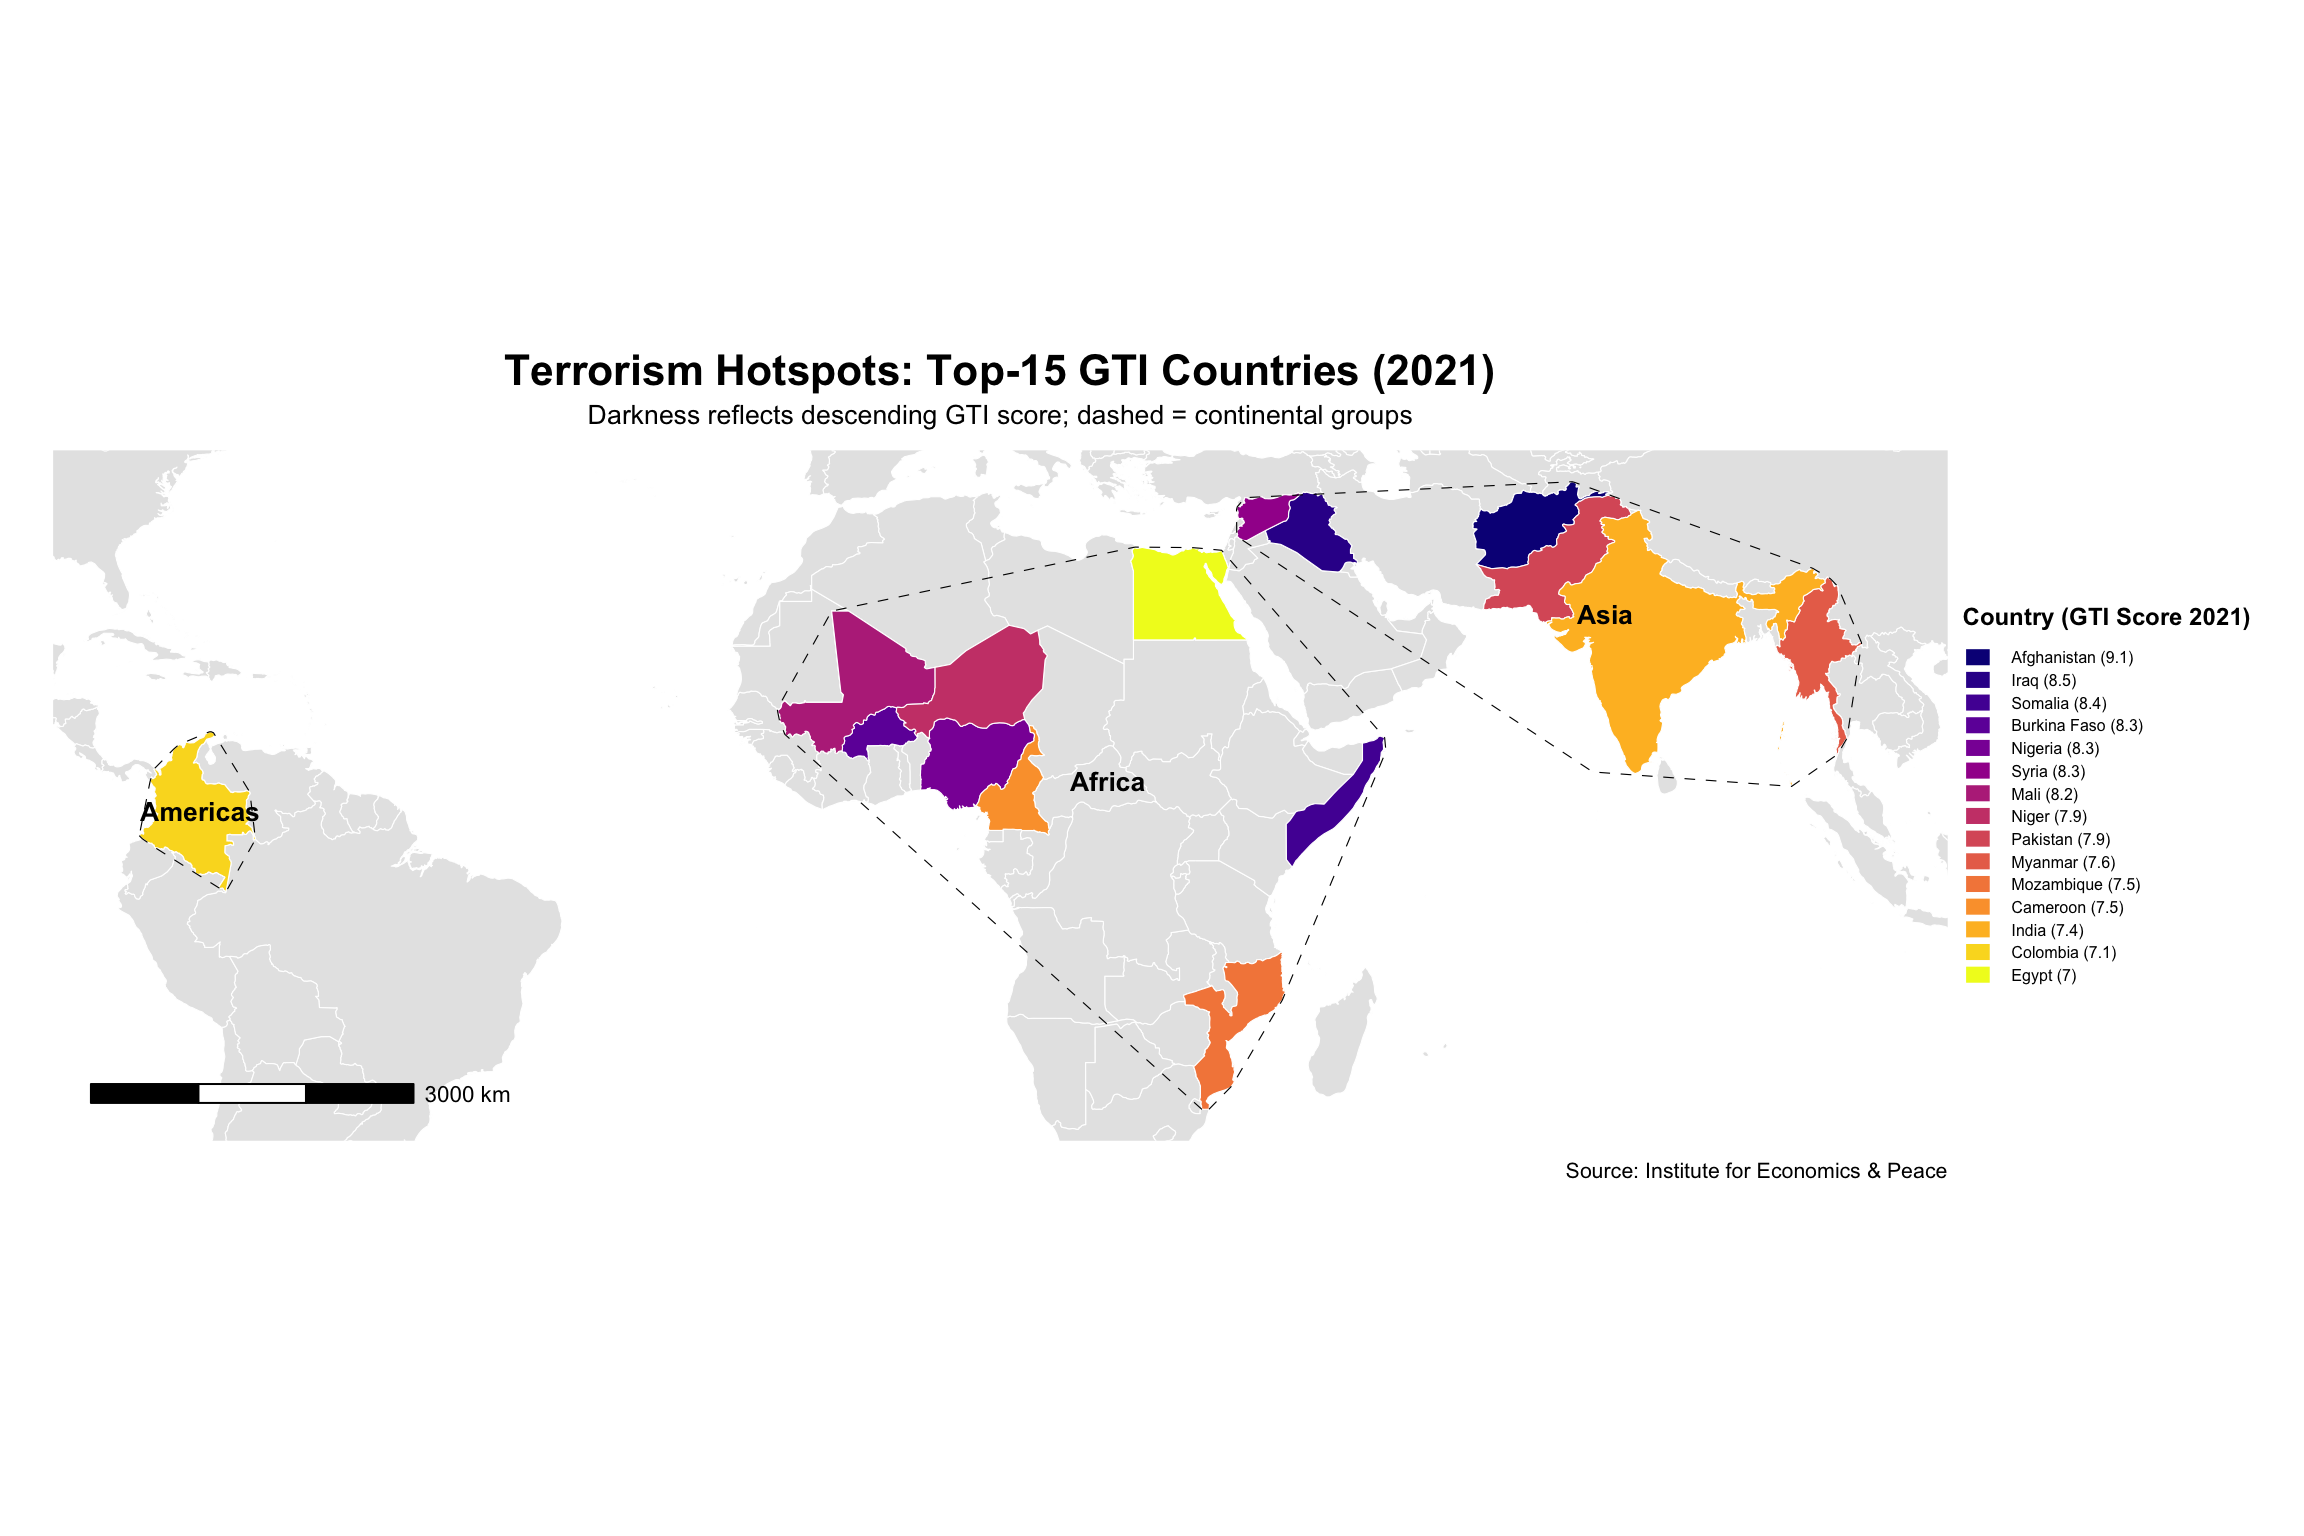 Terrorism Hotspots: Top-15 GTI Countries (2021)
Darkness reflects descending GTI score; dashed = continental groups
Americas
Africa
Asia
3000 km
Country (GTI Score 2021)
Afghanistan (9.1)
Iraq (8.5)
Somalia (8.4)
Burkina Faso (8.3)
Nigeria (8.3)
Syria (8.3)
Mali (8.2)
Niger (7.9)
Pakistan (7.9)
Myanmar (7.6)
Mozambique (7.5)
Cameroon (7.5)
India (7.4)
Colombia (7.1)
Egypt (7)
Source: Institute for Economics & Peace